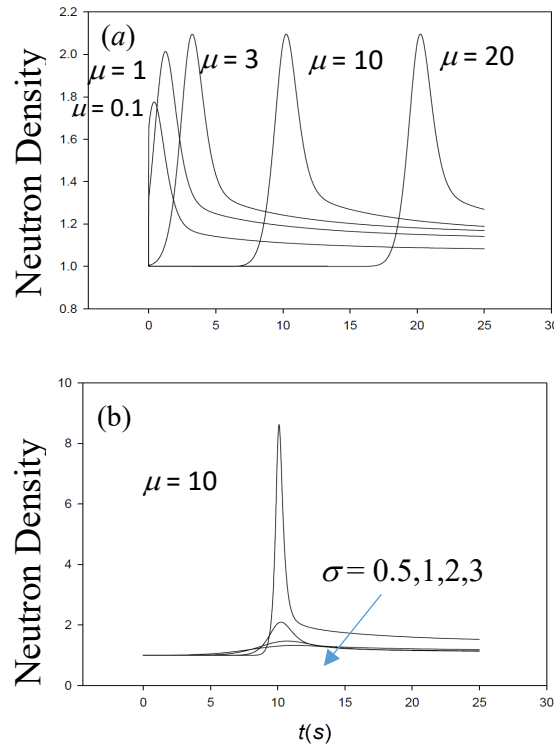 (a)
μ = 1
μ = 3
μ = 10
μ = 20
μ = 0.1
Neutron Density
2.2
2.0
1.8
1.6
1.4
1.2
1.0
0.8
0 5 10 15 20 25 30
(b)
μ = 10
σ = 0.5,1,2,3
Neutron Density
10
8
6
4
2
0
0 5 10 15 20 25 30
t(s)